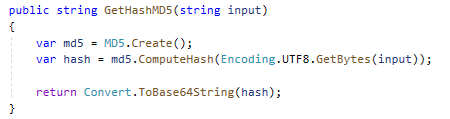 public string GetHashMD5(string input)
{
    var md5 = MD5.Create();
    var hash = md5.ComputeHash(Encoding.UTF8.GetBytes(input));

    return Convert.ToBase64String(hash);
}